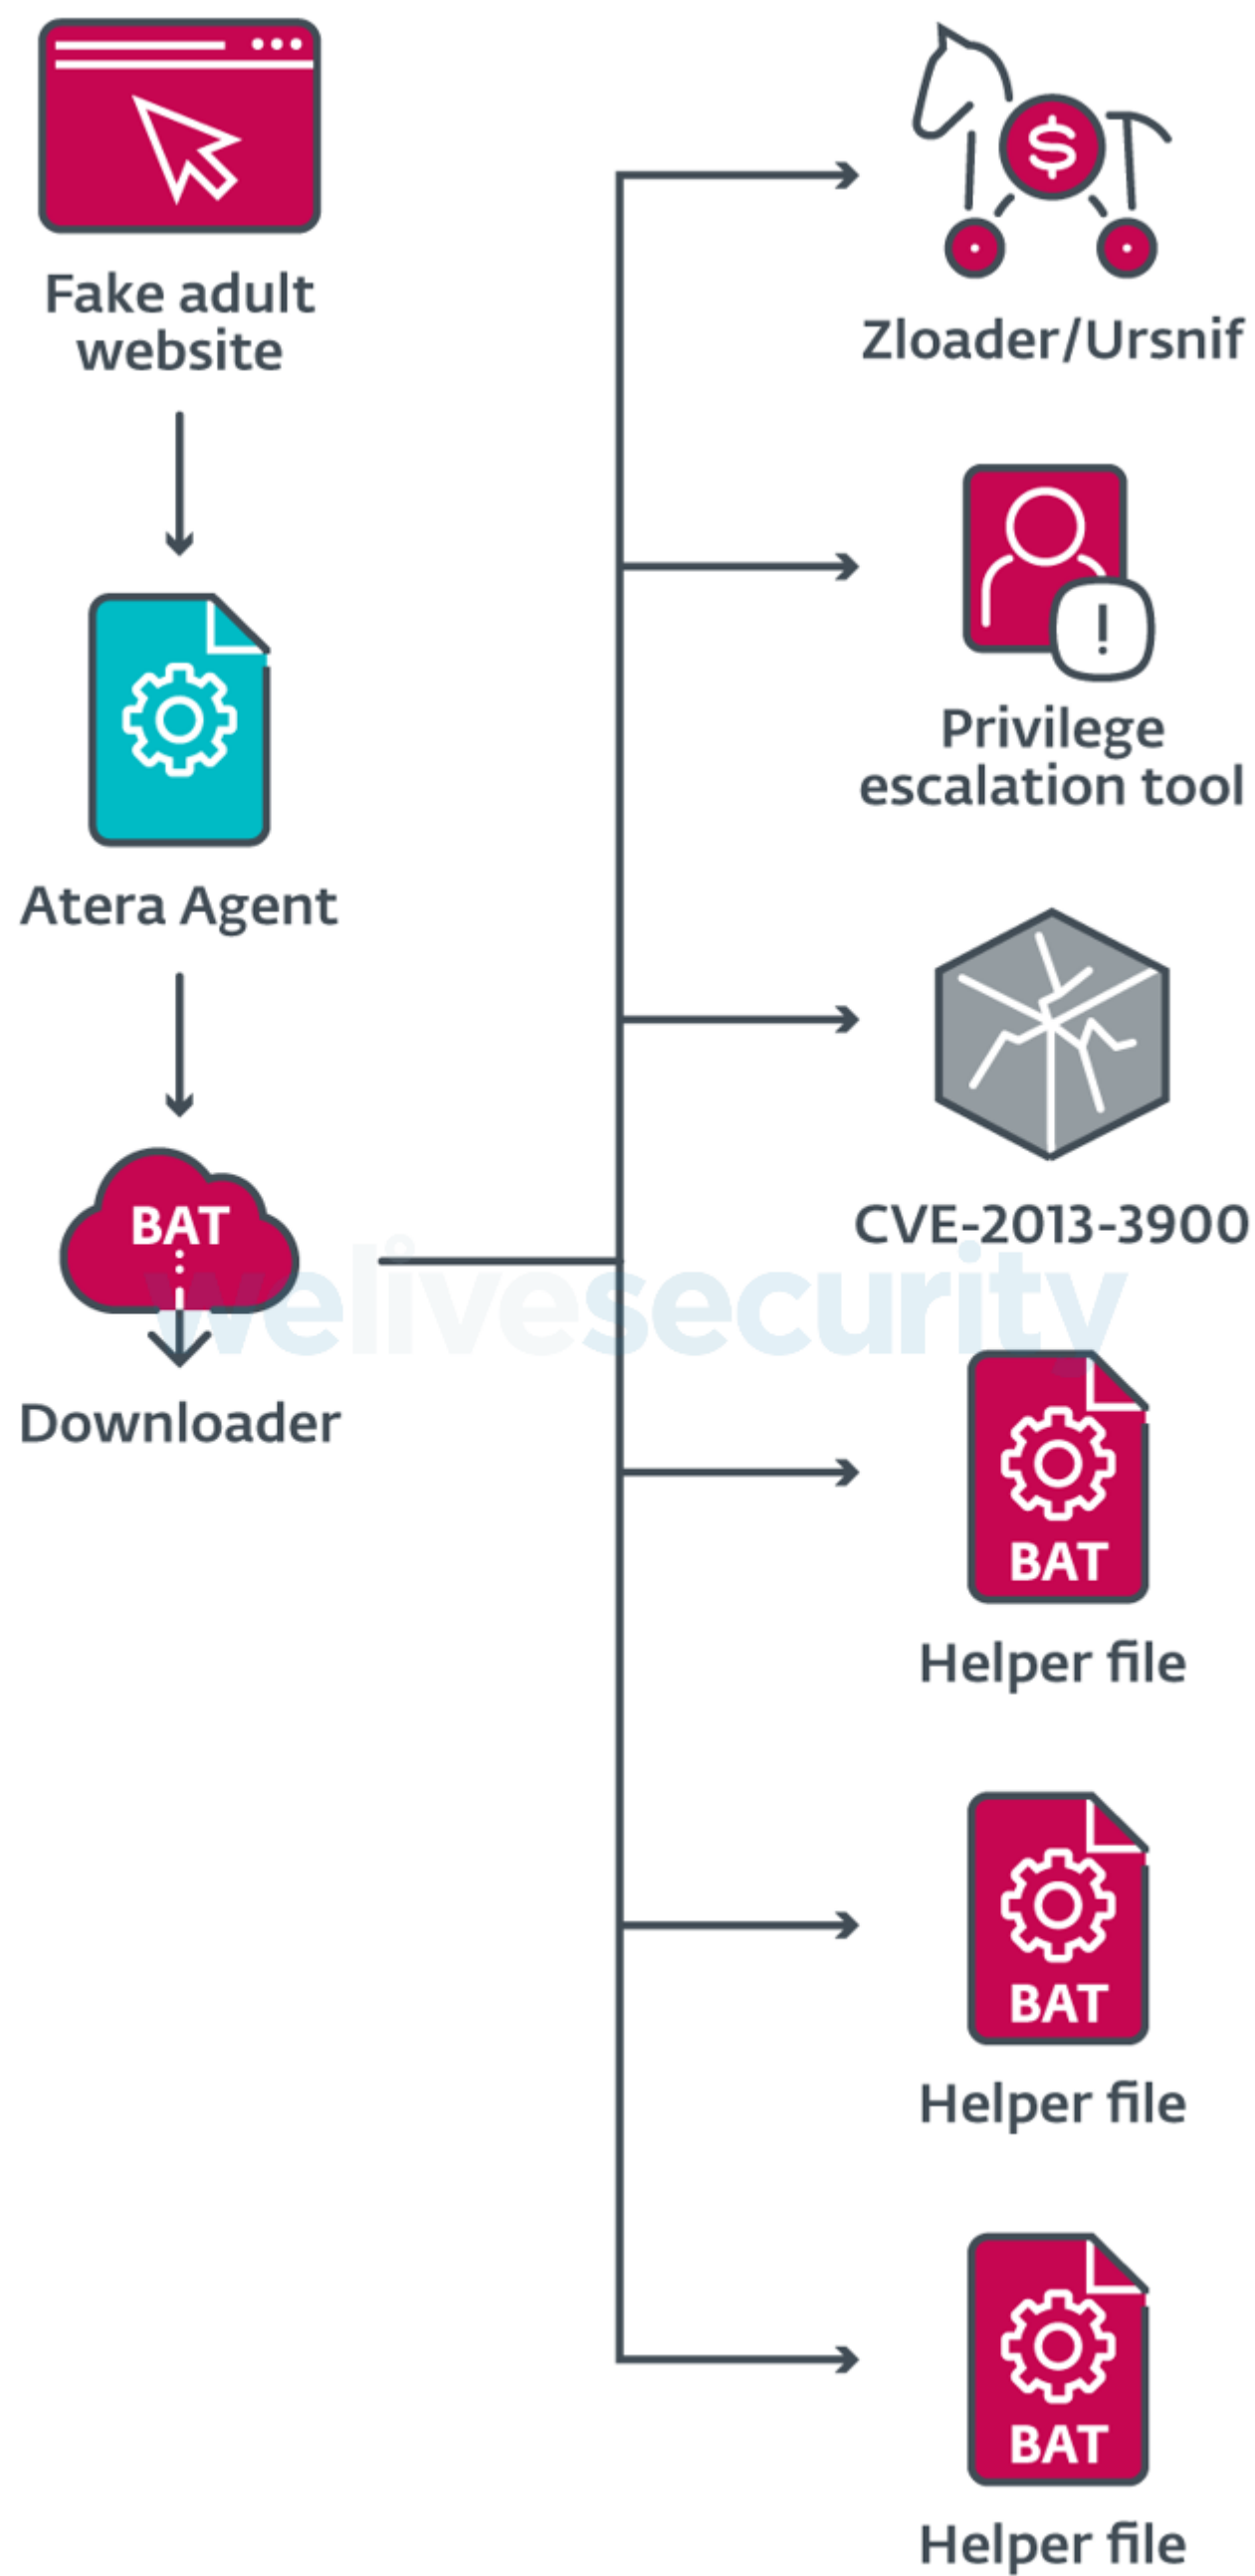 Fake adult
website
Atera Agent
BAT
Downloader
Zloader/Ursnif
$
Privilege
escalation tool
!
CVE-2013-3900
welivesecurity
BAT
Helper file
BAT
Helper file
BAT
Helper file